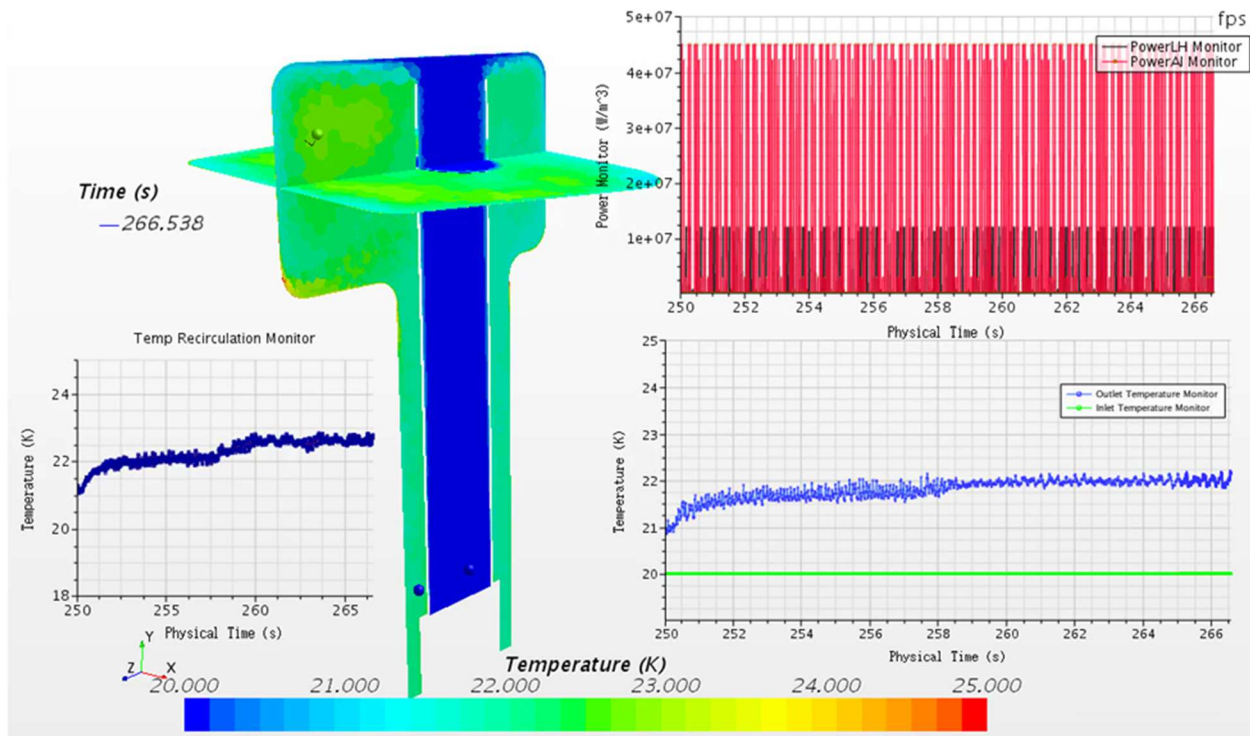 fps
5e+07
4e+07
3e+07
2e+07
1e+07
Power Monitor (W/m^3)
PowerLH Monitor
PowerAl Monitor
250 252 254 256 258 260 262 264 266
Physical Time (s)
Time (s)
266.538
Temp Recirculation Monitor
24
22
20
18
Temperature (K)
250 255 260 265
Physical Time (s)
25
24
23
22
21
20
Temperature (K)
Outlet Temperature Monitor
Inlet Temperature Monitor
250 252 254 256 258 260 262 264 266
Physical Time (s)
Y
Z X
Temperature (K)
20.000 21.000 22.000 23.000 24.000 25.000